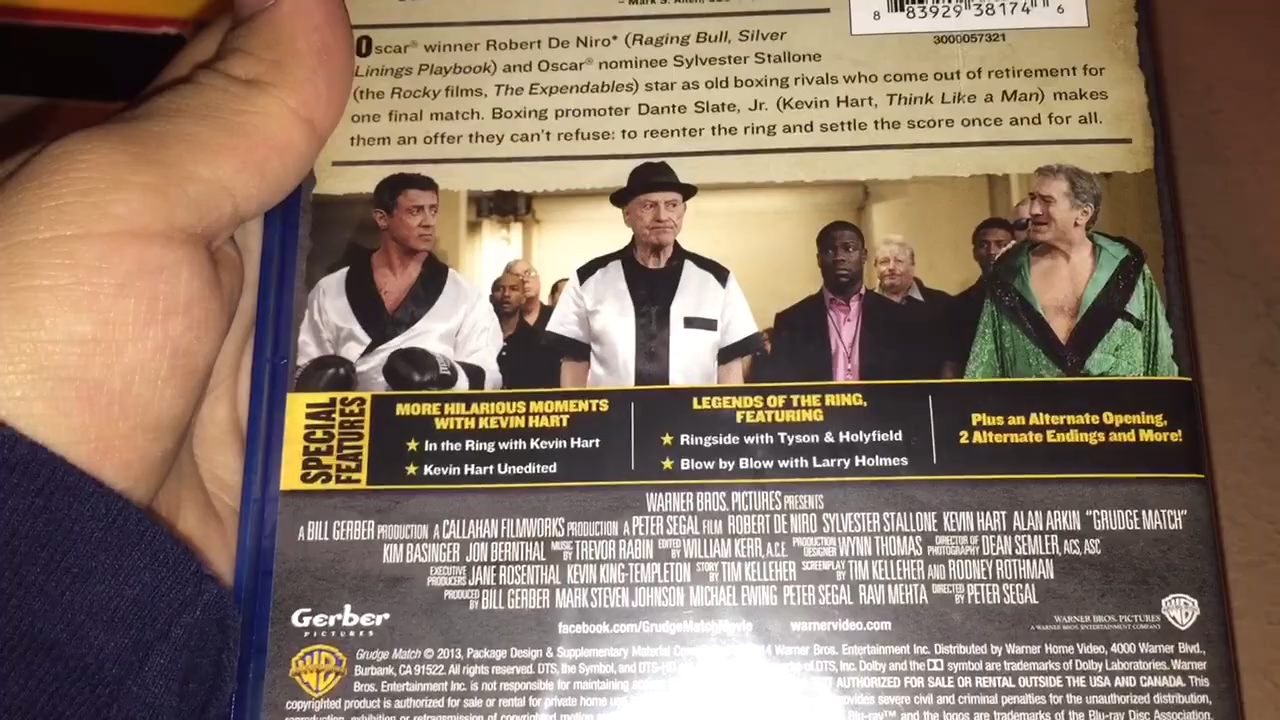 8 83929 38174 6
3000057321
Oscar® winner Robert De Niro* (Raging Bull, Silver
Linings Playbook) and Oscar® nominee Sylvester Stallone
(the Rocky films, The Expendables) star as old boxing rivals who come out of retirement for
one final match. Boxing promoter Dante Slate, Jr. (Kevin Hart, Think Like a Man) makes
them an offer they can't refuse: to reenter the ring and settle the score once and for all.
SPECIAL
FEATURES
MORE HILARIOUS MOMENTS
WITH KEVIN HART
★ In the Ring with Kevin Hart
★ Kevin Hart Unedited
LEGENDS OF THE RING,
FEATURING
★ Ringside with Tyson & Holyfield
★ Blow by Blow with Larry Holmes
Plus an Alternate Opening,
2 Alternate Endings and More!
WARNER BROS. PICTURES PRESENTS
A BILL GERBER PRODUCTION A CALLAHAN FILMWORKS PRODUCTION A PETER SEGAL FILM ROBERT DE NIRO SYLVESTER STALLONE KEVIN HART ALAN ARKIN "GRUDGE MATCH"
KIM BASINGER JON BERNTHAL MUSIC BY TREVOR RABIN EDITED BY WILLIAM KERR, A.C.E. PRODUCTION DESIGNER WYNN THOMAS DIRECTOR OF PHOTOGRAPHY DEAN SEMLER, ACS, ASC
EXECUTIVE PRODUCERS JANE ROSENTHAL KEVIN KING-TEMPLETON STORY BY TIM KELLEHER SCREENPLAY BY TIM KELLEHER AND RODNEY ROTHMAN
PRODUCED BY BILL GERBER MARK STEVEN JOHNSON MICHAEL EWING PETER SEGAL RAVI MEHTA DIRECTED BY PETER SEGAL
Gerber
PICTURES
facebook.com/GrudgeMatchMovie warnervideo.com
WARNER BROS. PICTURES
A WARNER BROS. ENTERTAINMENT COMPANY
WB
Grudge Match © 2013, Package Design & Supplementary Material 14 Warner Bros. Entertainment Inc. Distributed by Warner Home Video, 4000 Warner Blvd.,
Burbank, CA 91522. All rights reserved. DTS, the Symbol, and DTS-HD of DTS, Inc. Dolby and the symbol are trademarks of Dolby Laboratories. Warner
Bros. Entertainment Inc. is not responsible for maintaining AUTHORIZED FOR SALE OR RENTAL OUTSIDE THE USA AND CANADA. This
copyrighted product is authorized for sale or rental for private home severe civil and criminal penalties for the unauthorized distribution,
Blu-ray™ and the logos are trademarks of the Blu-ray Disc Association.